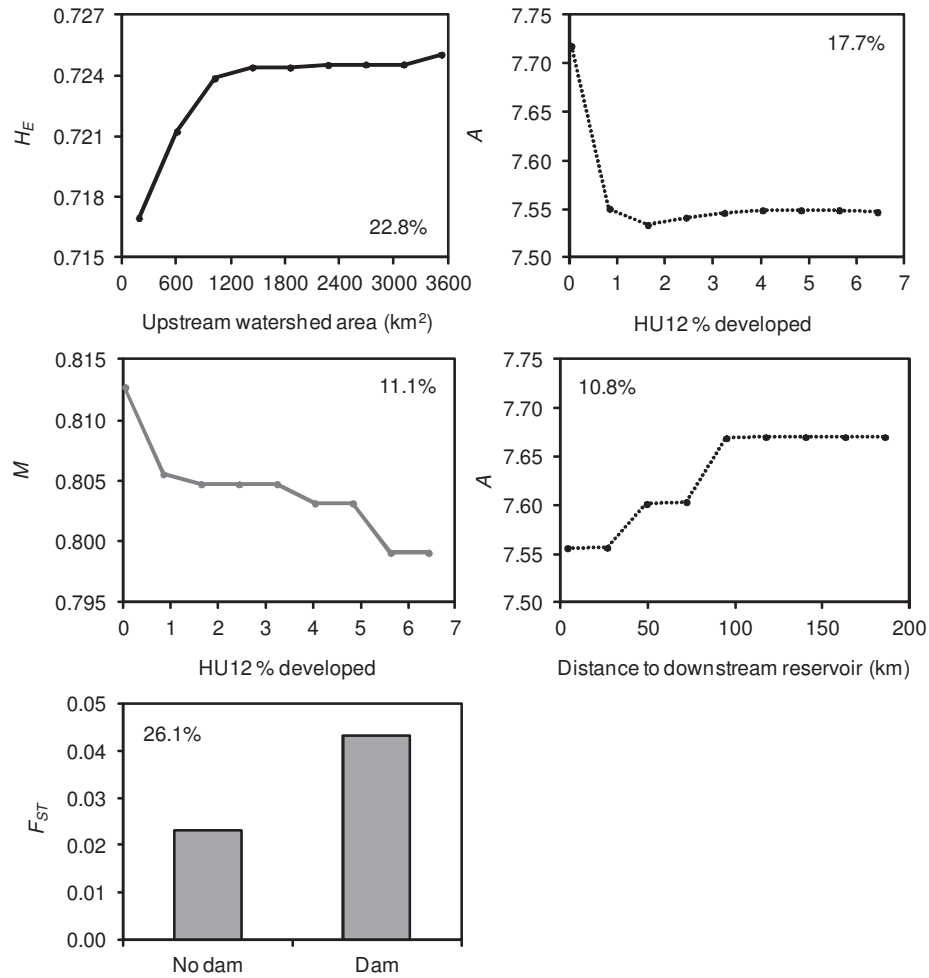 0.727
0.724
0.721
0.718
0.715
H_E
22.8%
0 600 1200 1800 2400 3000 3600
Upstream watershed area (km²)
7.75
7.70
7.65
7.60
7.55
7.50
A
17.7%
0 1 2 3 4 5 6 7
HU12 % developed
0.815
0.810
0.805
0.800
0.795
M
11.1%
0 1 2 3 4 5 6 7
HU12 % developed
7.75
7.70
7.65
7.60
7.55
7.50
A
10.8%
0 50 100 150 200
Distance to downstream reservoir (km)
0.05
0.04
0.03
0.02
0.01
0.00
F_ST
26.1%
No dam Dam